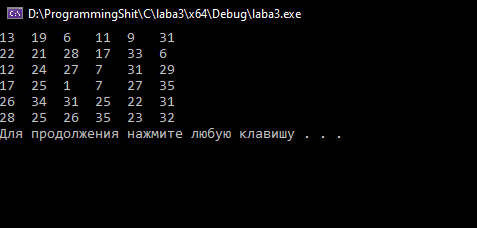 D:\ProgrammingShit\C\laba3\x64\Debug\laba3.exe
13 19 6 11 9 31
22 21 28 17 33 6
12 24 27 7 31 29
17 25 1 7 27 35
26 34 31 25 22 31
28 25 26 35 23 32
Для продолжения нажмите любую клавишу . . .